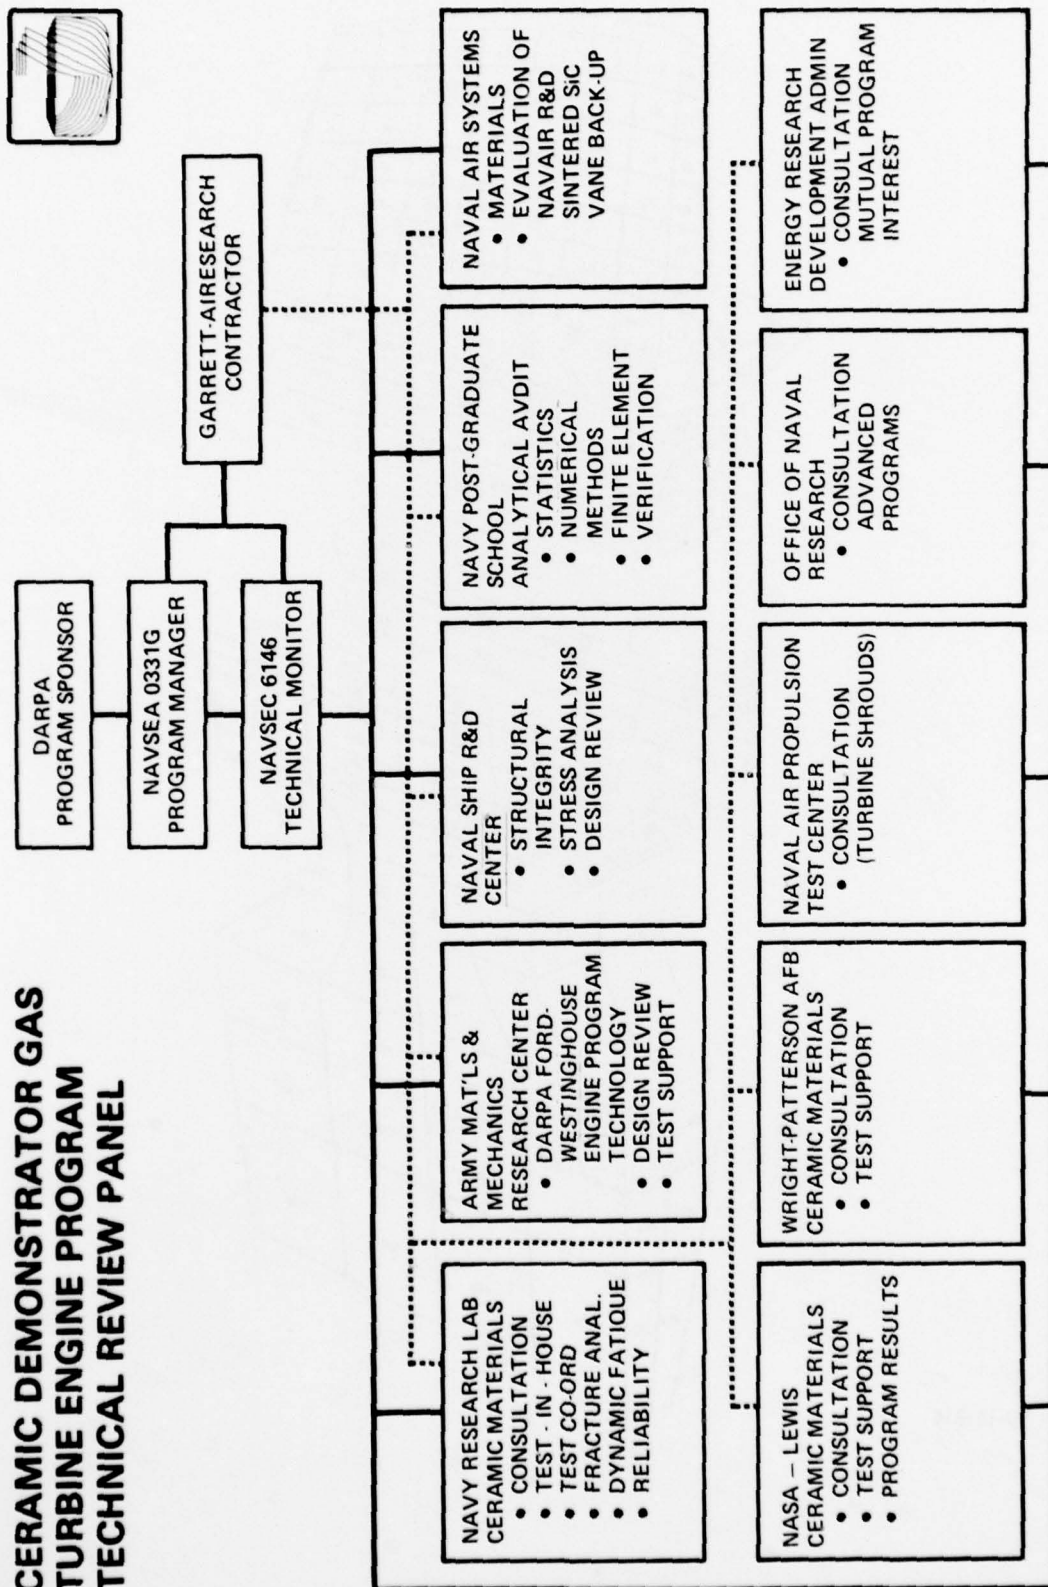 CERAMIC DEMONSTRATOR GAS
TURBINE ENGINE PROGRAM
TECHNICAL REVIEW PANEL
DARPA
PROGRAM SPONSOR
NAVSEA 0331G
PROGRAM MANAGER
NAVSEC 6146
TECHNICAL MONITOR
GARRETT-AIRESEARCH
CONTRACTOR
NAVY RESEARCH LAB
CERAMIC MATERIALS
• CONSULTATION
• TEST - IN - HOUSE
• TEST CO-ORD
• FRACTURE ANAL.
• DYNAMIC FATIQUE
• RELIABILITY
ARMY MAT'LS &
MECHANICS
RESEARCH CENTER
• DARPA FORD-
WESTINGHOUSE
ENGINE PROGRAM
TECHNOLOGY
• DESIGN REVIEW
• TEST SUPPORT
NAVAL SHIP R&D
CENTER
• STRUCTURAL
INTEGRITY
• STRESS ANALYSIS
• DESIGN REVIEW
NAVY POST-GRADUATE
SCHOOL
ANALYTICAL AVDIT
• STATISTICS
• NUMERICAL
METHODS
• FINITE ELEMENT
• VERIFICATION
NAVAL AIR SYSTEMS
• MATERIALS
• EVALUATION OF
NAVAIR R&D
SINTERED SiC
VANE BACK-UP
NASA – LEWIS
CERAMIC MATERIALS
• CONSULTATION
• TEST SUPPORT
• PROGRAM RESULTS
WRIGHT-PATTERSON AFB
CERAMIC MATERIALS
• CONSULTATION
• TEST SUPPORT
NAVAL AIR PROPULSION
TEST CENTER
• CONSULTATION
(TURBINE SHROUDS)
OFFICE OF NAVAL
RESEARCH
• CONSULTATION
ADVANCED
PROGRAMS
ENERGY RESEARCH
DEVELOPMENT ADMIN
• CONSULTATION
MUTUAL PROGRAM
INTEREST